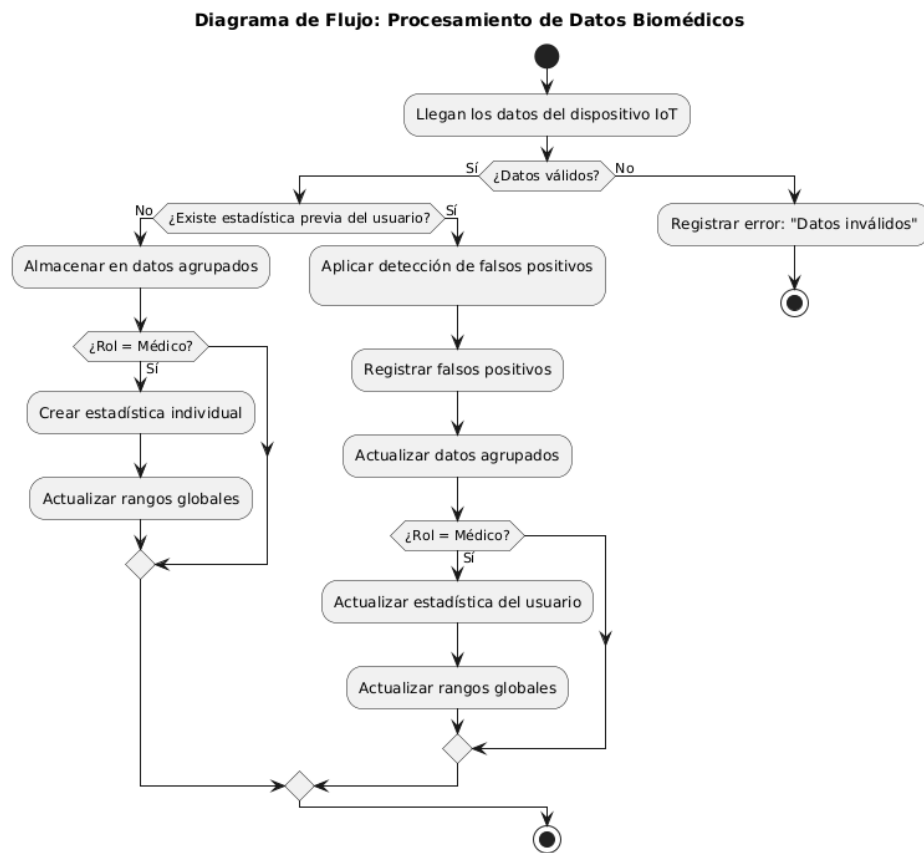 Diagrama de Flujo: Procesamiento de Datos Biomédicos
Llegan los datos del dispositivo IoT
Sí
¿Datos válidos?
No
¿Existe estadística previa del usuario?
No
Sí
Registrar error: "Datos inválidos"
Almacenar en datos agrupados
¿Rol = Médico?
Sí
Crear estadística individual
Actualizar rangos globales
Aplicar detección de falsos positivos
Registrar falsos positivos
Actualizar datos agrupados
¿Rol = Médico?
Sí
Actualizar estadística del usuario
Actualizar rangos globales